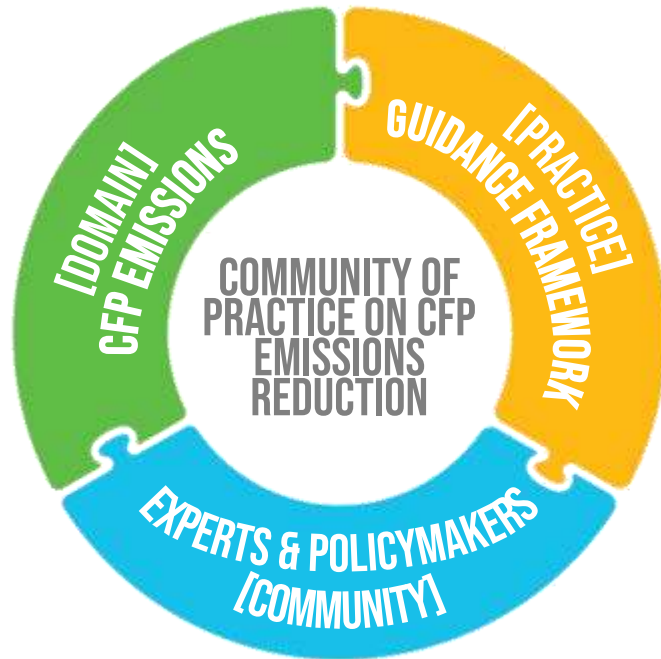 [DOMAIN]
CFP EMISSIONS
[PRACTICE]
GUIDANCE FRAMEWORK
COMMUNITY OF
PRACTICE ON CFP
EMISSIONS
REDUCTION
EXPERTS & POLICYMAKERS
[COMMUNITY]